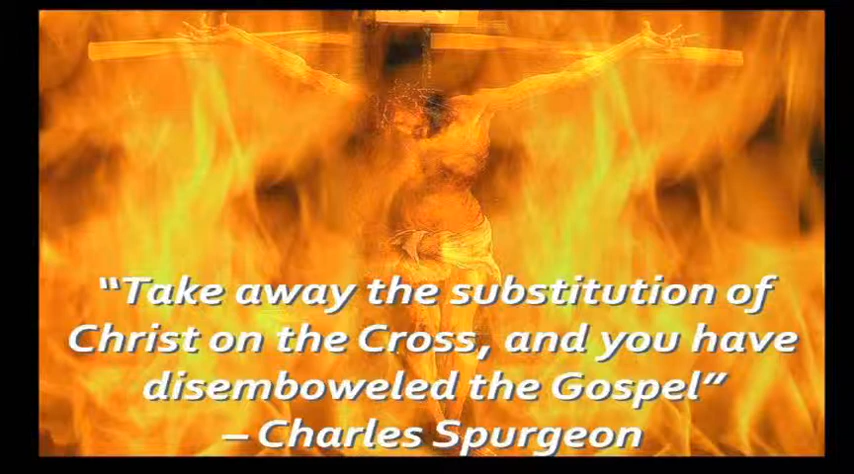 “Take away the substitution of
Christ on the Cross, and you have
disemboweled the Gospel”
– Charles Spurgeon